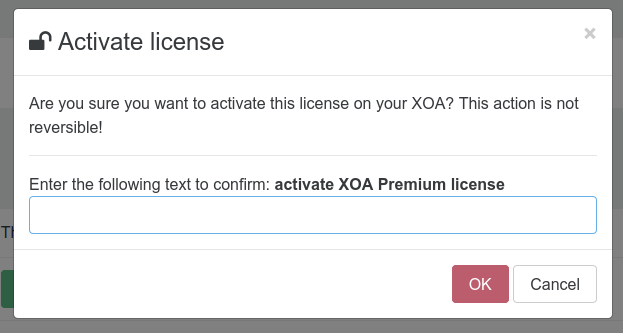 Activate license
×
Are you sure you want to activate this license on your XOA? This action is not
reversible!
Enter the following text to confirm: activate XOA Premium license
OK
Cancel